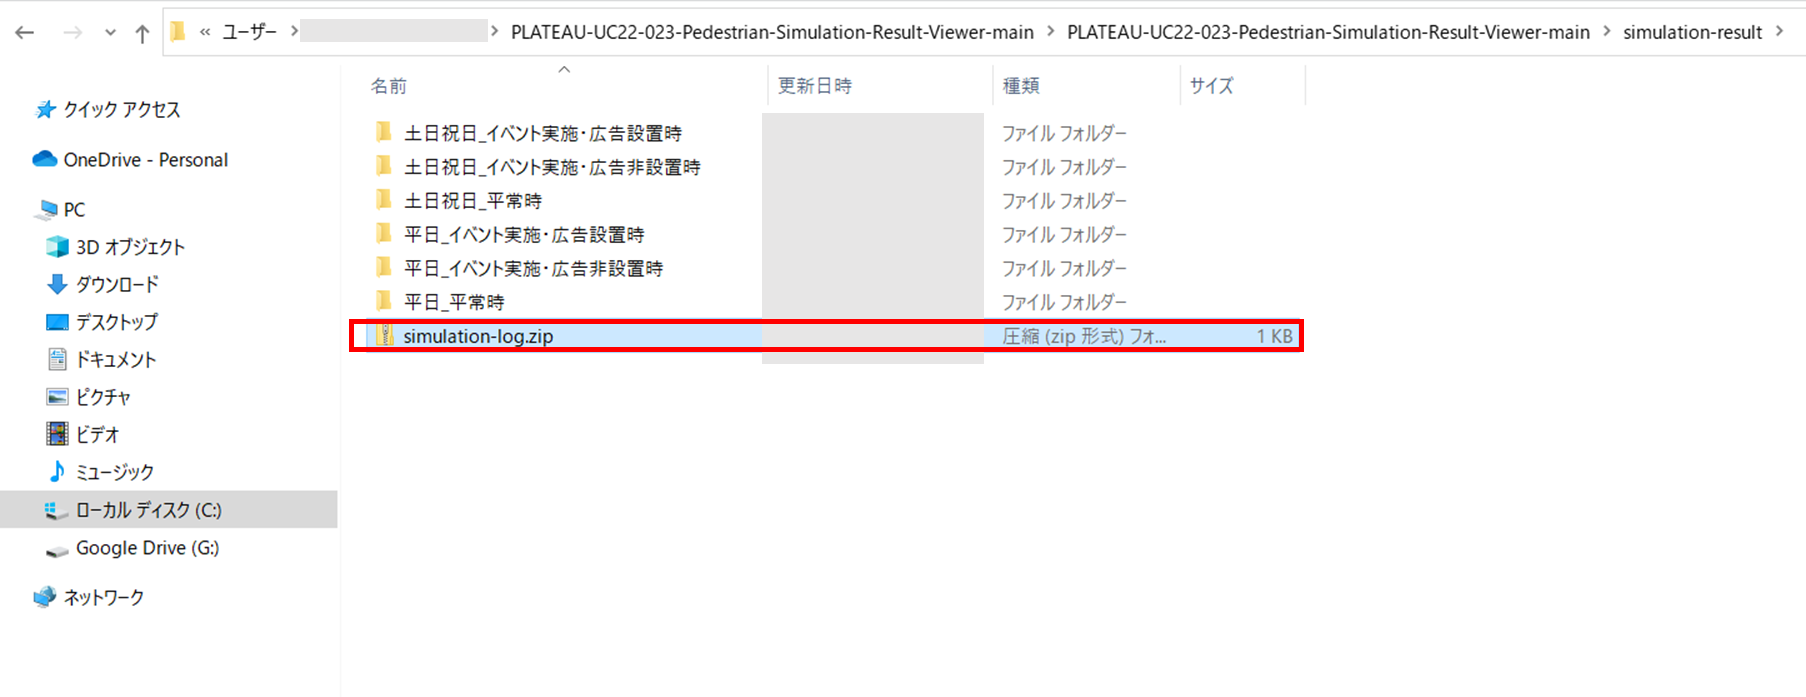 « ユーザー > > PLATEAU-UC22-023-Pedestrian-Simulation-Result-Viewer-main > PLATEAU-UC22-023-Pedestrian-Simulation-Result-Viewer-main > simulation-result >
クイック アクセス
OneDrive - Personal
PC
3D オブジェクト
ダウンロード
デスクトップ
ドキュメント
ピクチャ
ビデオ
ミュージック
ローカル ディスク (C:)
Google Drive (G:)
ネットワーク
名前 更新日時 種類 サイズ
土日祝日_イベント実施・広告設置時 ファイル フォルダー
土日祝日_イベント実施・広告非設置時 ファイル フォルダー
土日祝日_平常時 ファイル フォルダー
平日_イベント実施・広告設置時 ファイル フォルダー
平日_イベント実施・広告非設置時 ファイル フォルダー
平日_平常時 ファイル フォルダー
simulation-log.zip 圧縮 (zip 形式) フォ... 1 KB